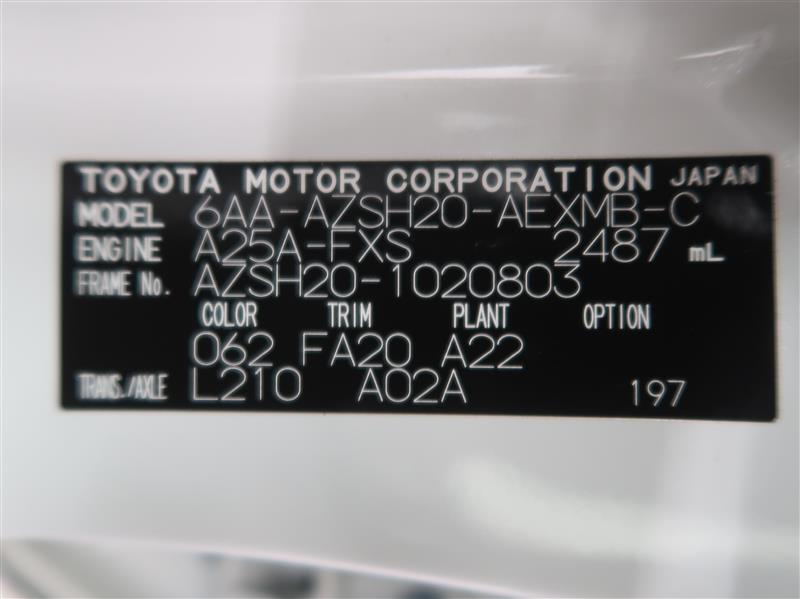 TOYOTA MOTOR CORPORATION JAPAN
MODEL 6AA-AZSH20-AEXMB-C
ENGINE A25A-FXS 2487 mL
FRAME No. AZSH20-1020803
COLOR TRIM PLANT OPTION
062 FA20 A22
TRANS./AXLE L210 A02A 197